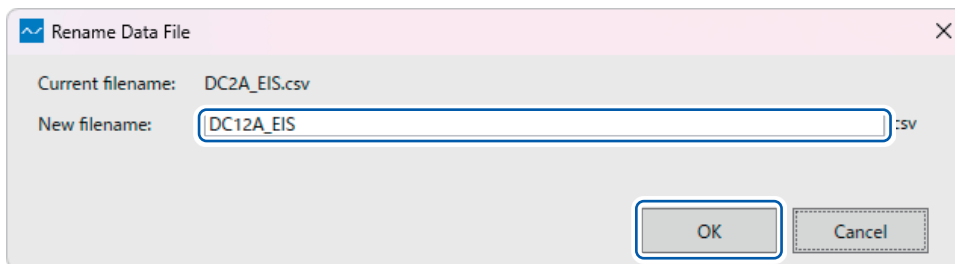 Rename Data File
Current filename: DC2A_EIS.csv
New filename: DC12A_EIS .csv
OK Cancel